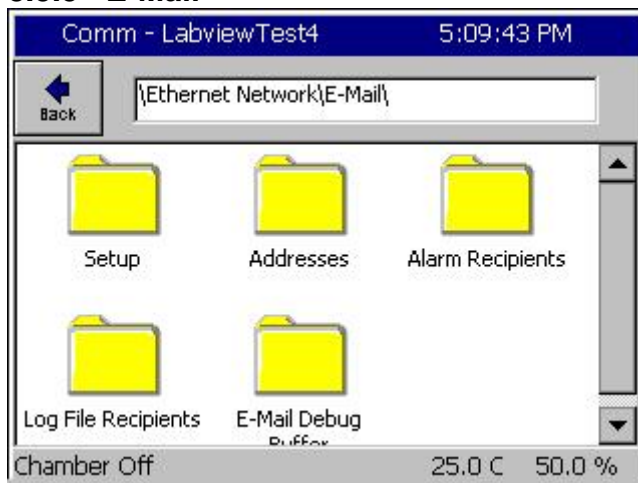 Comm - LabviewTest4 5:09:43 PM
Back \Ethernet Network\E-Mail\
Setup Addresses Alarm Recipients
Log File Recipients E-Mail Debug
Chamber Off 25.0 C 50.0 %